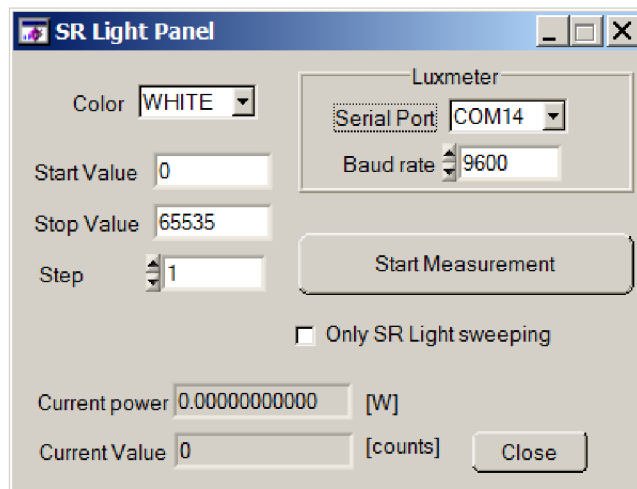 SR Light Panel
Color WHITE
Luxmeter
Serial Port COM14
Baud rate 9600
Start Value 0
Stop Value 65535
Step 1
Start Measurement
Only SR Light sweeping
Current power 0.00000000000 [W]
Current Value 0 [counts]
Close